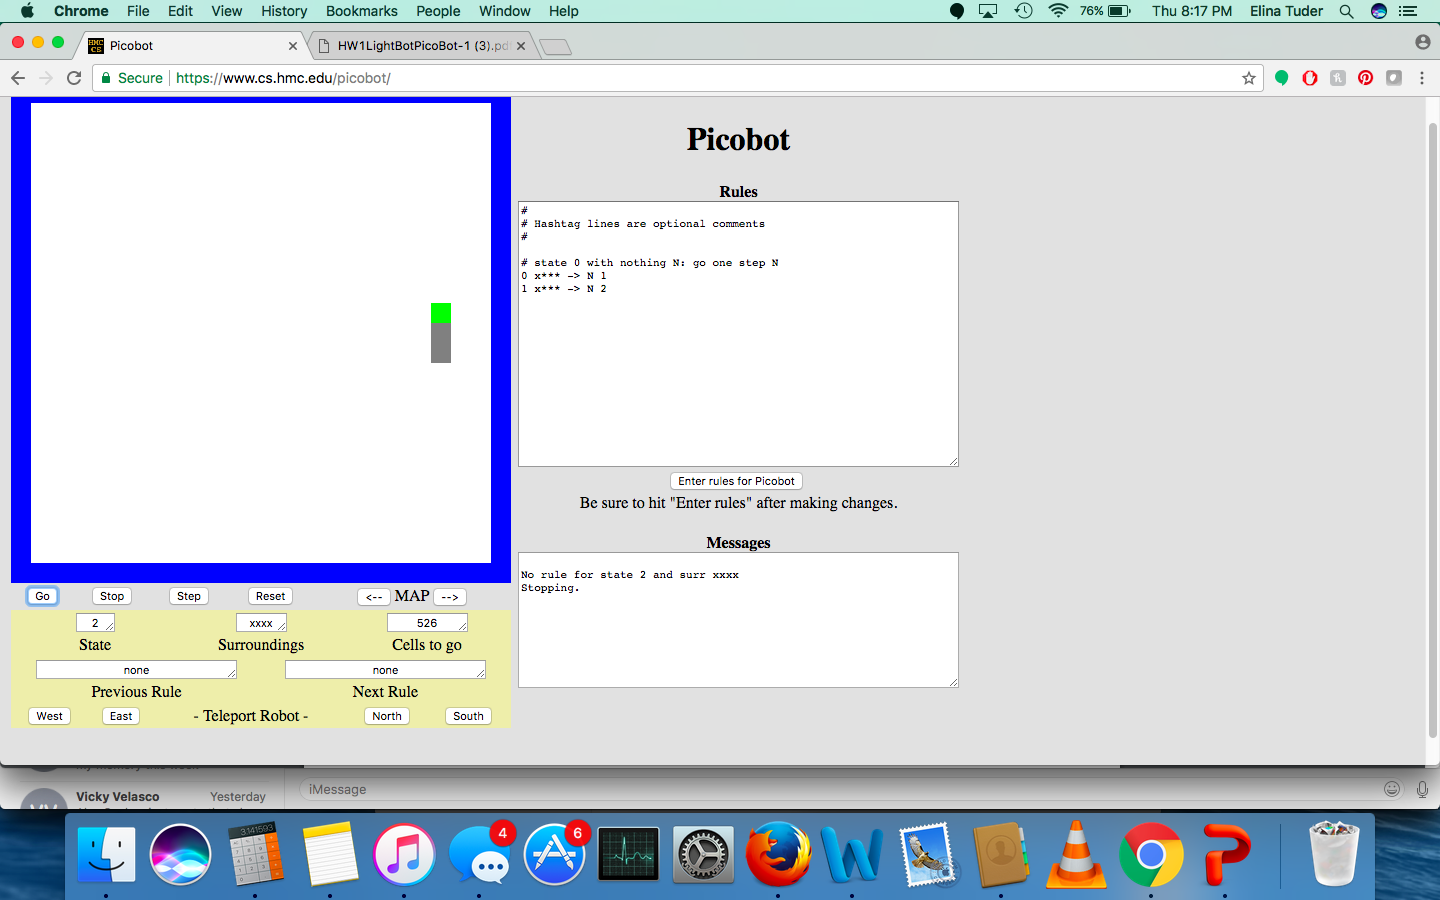 Chrome File Edit View History Bookmarks People Window Help 76% Thu 8:17 PM Elina Tuder
HMC CS Picobot HW1LightBotPicoBot-1 (3).pd
Secure https://www.cs.hmc.edu/picobot/
Picobot
Rules
#
# Hashtag lines are optional comments
#
# state 0 with nothing N: go one step N
0 x*** -> N 1
1 x*** -> N 2
Enter rules for Picobot
Be sure to hit "Enter rules" after making changes.
Messages
No rule for state 2 and surr xxxx
Stopping.
Go Stop Step Reset <-- MAP -->
2 xxxx 526
State Surroundings Cells to go
none none
Previous Rule Next Rule
West East - Teleport Robot - North South
Vicky Velasco Yesterday
iMessage
3.141593 4 6